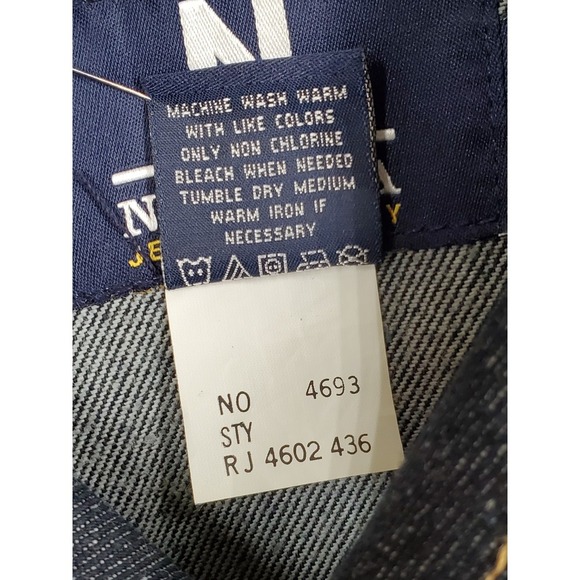 N
MACHINE WASH WARM
WITH LIKE COLORS
ONLY NON CHLORINE
BLEACH WHEN NEEDED
TUMBLE DRY MEDIUM
WARM IRON IF
NECESSARY
NO 4693
STY
RJ 4602 436